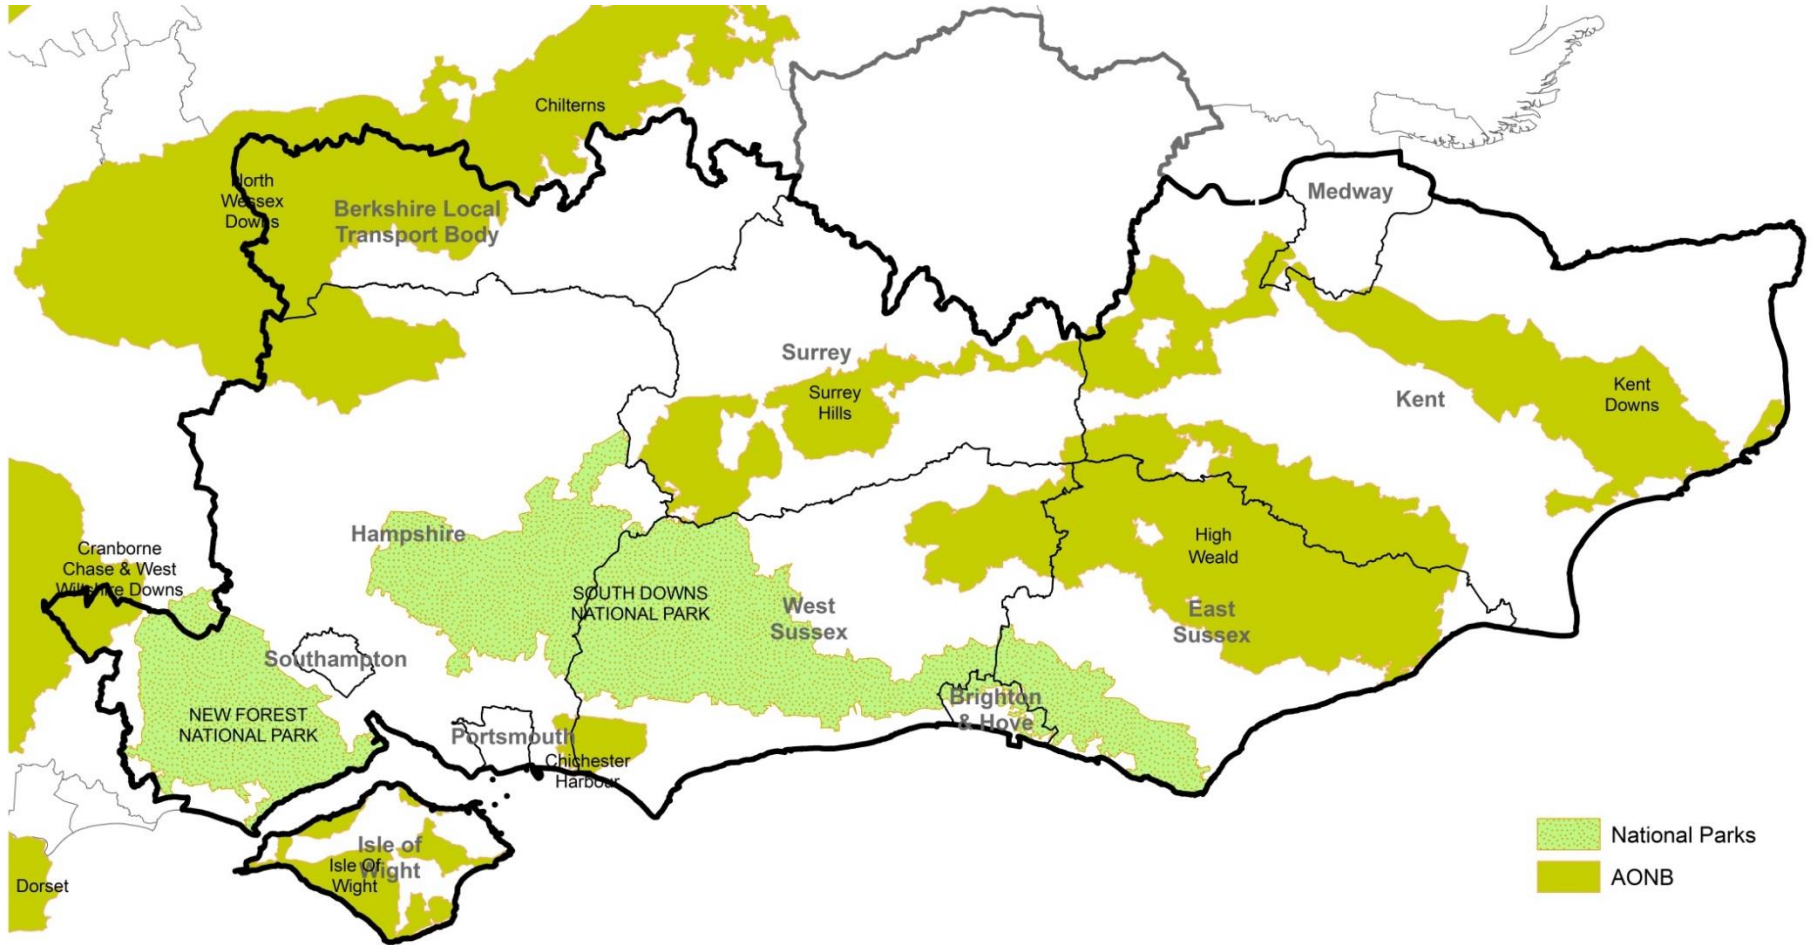 Chilterns
North
Wessex
Downs
Berkshire Local
Transport Body
Medway
Surrey
Surrey
Hills
Kent
Kent
Downs
Hampshire
High
Weald
Cranborne
Chase & West
Wiltshire Downs
SOUTH DOWNS
NATIONAL PARK
West
Sussex
East
Sussex
Southampton
Brighton
& Hove
NEW FOREST
NATIONAL PARK
Portsmouth
Chichester
Harbour
Isle of
Wight
Isle Of
Wight
Dorset
National Parks
AONB